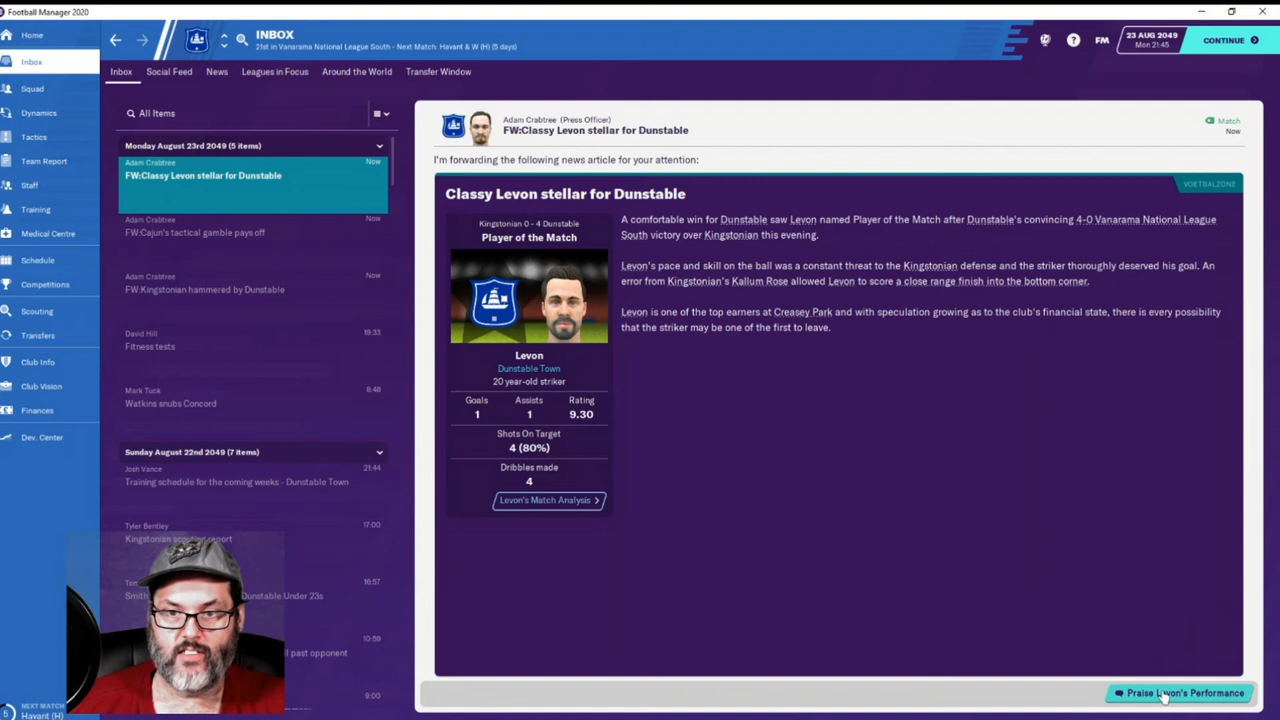 Football Manager 2020
Home
Inbox
Squad
Dynamics
Tactics
Team Report
Staff
Training
Medical Centre
Schedule
Competitions
Scouting
Transfers
Club Info
Club Vision
Finances
Dev. Center
NEXT MATCH
Havant (H)
INBOX
21st in Vanarama National League South - Next Match: Havant & W (H) (5 days)
FM
23 AUG 2049
Mon 21:45
CONTINUE
Inbox
Social Feed
News
Leagues in Focus
Around the World
Transfer Window
All Items
Monday August 23rd 2049 (5 items)
Adam Crabtree Now
FW:Classy Levon stellar for Dunstable
Adam Crabtree Now
FW:Cajun's tactical gamble pays off
Adam Crabtree Now
FW:Kingstonian hammered by Dunstable
David Hill 19:33
Fitness tests
Mark Tuck 8:48
Watkins snubs Concord
Sunday August 22nd 2049 (7 items)
Josh Vance 21:44
Training schedule for the coming weeks - Dunstable Town
Tyler Bentley 17:00
Kingstonian scouting report
16:57
Smith Dunstable Under 23s
10:59
past opponent
9:00
Adam Crabtree (Press Officer)
FW:Classy Levon stellar for Dunstable
Match
Now
I'm forwarding the following news article for your attention:
Classy Levon stellar for Dunstable
VOETBALZONE
Kingstonian 0 - 4 Dunstable
Player of the Match
Levon
Dunstable Town
20 year-old striker
Goals Assists Rating
1 1 9.30
Shots On Target
4 (80%)
Dribbles made
4
Levon's Match Analysis
A comfortable win for Dunstable saw Levon named Player of the Match after Dunstable's convincing 4-0 Vanarama National League
South victory over Kingstonian this evening.
Levon's pace and skill on the ball was a constant threat to the Kingstonian defense and the striker thoroughly deserved his goal. An
error from Kingstonian's Kallum Rose allowed Levon to score a close range finish into the bottom corner.
Levon is one of the top earners at Creasey Park and with speculation growing as to the club's financial state, there is every possibility
that the striker may be one of the first to leave.
Praise Levon's Performance